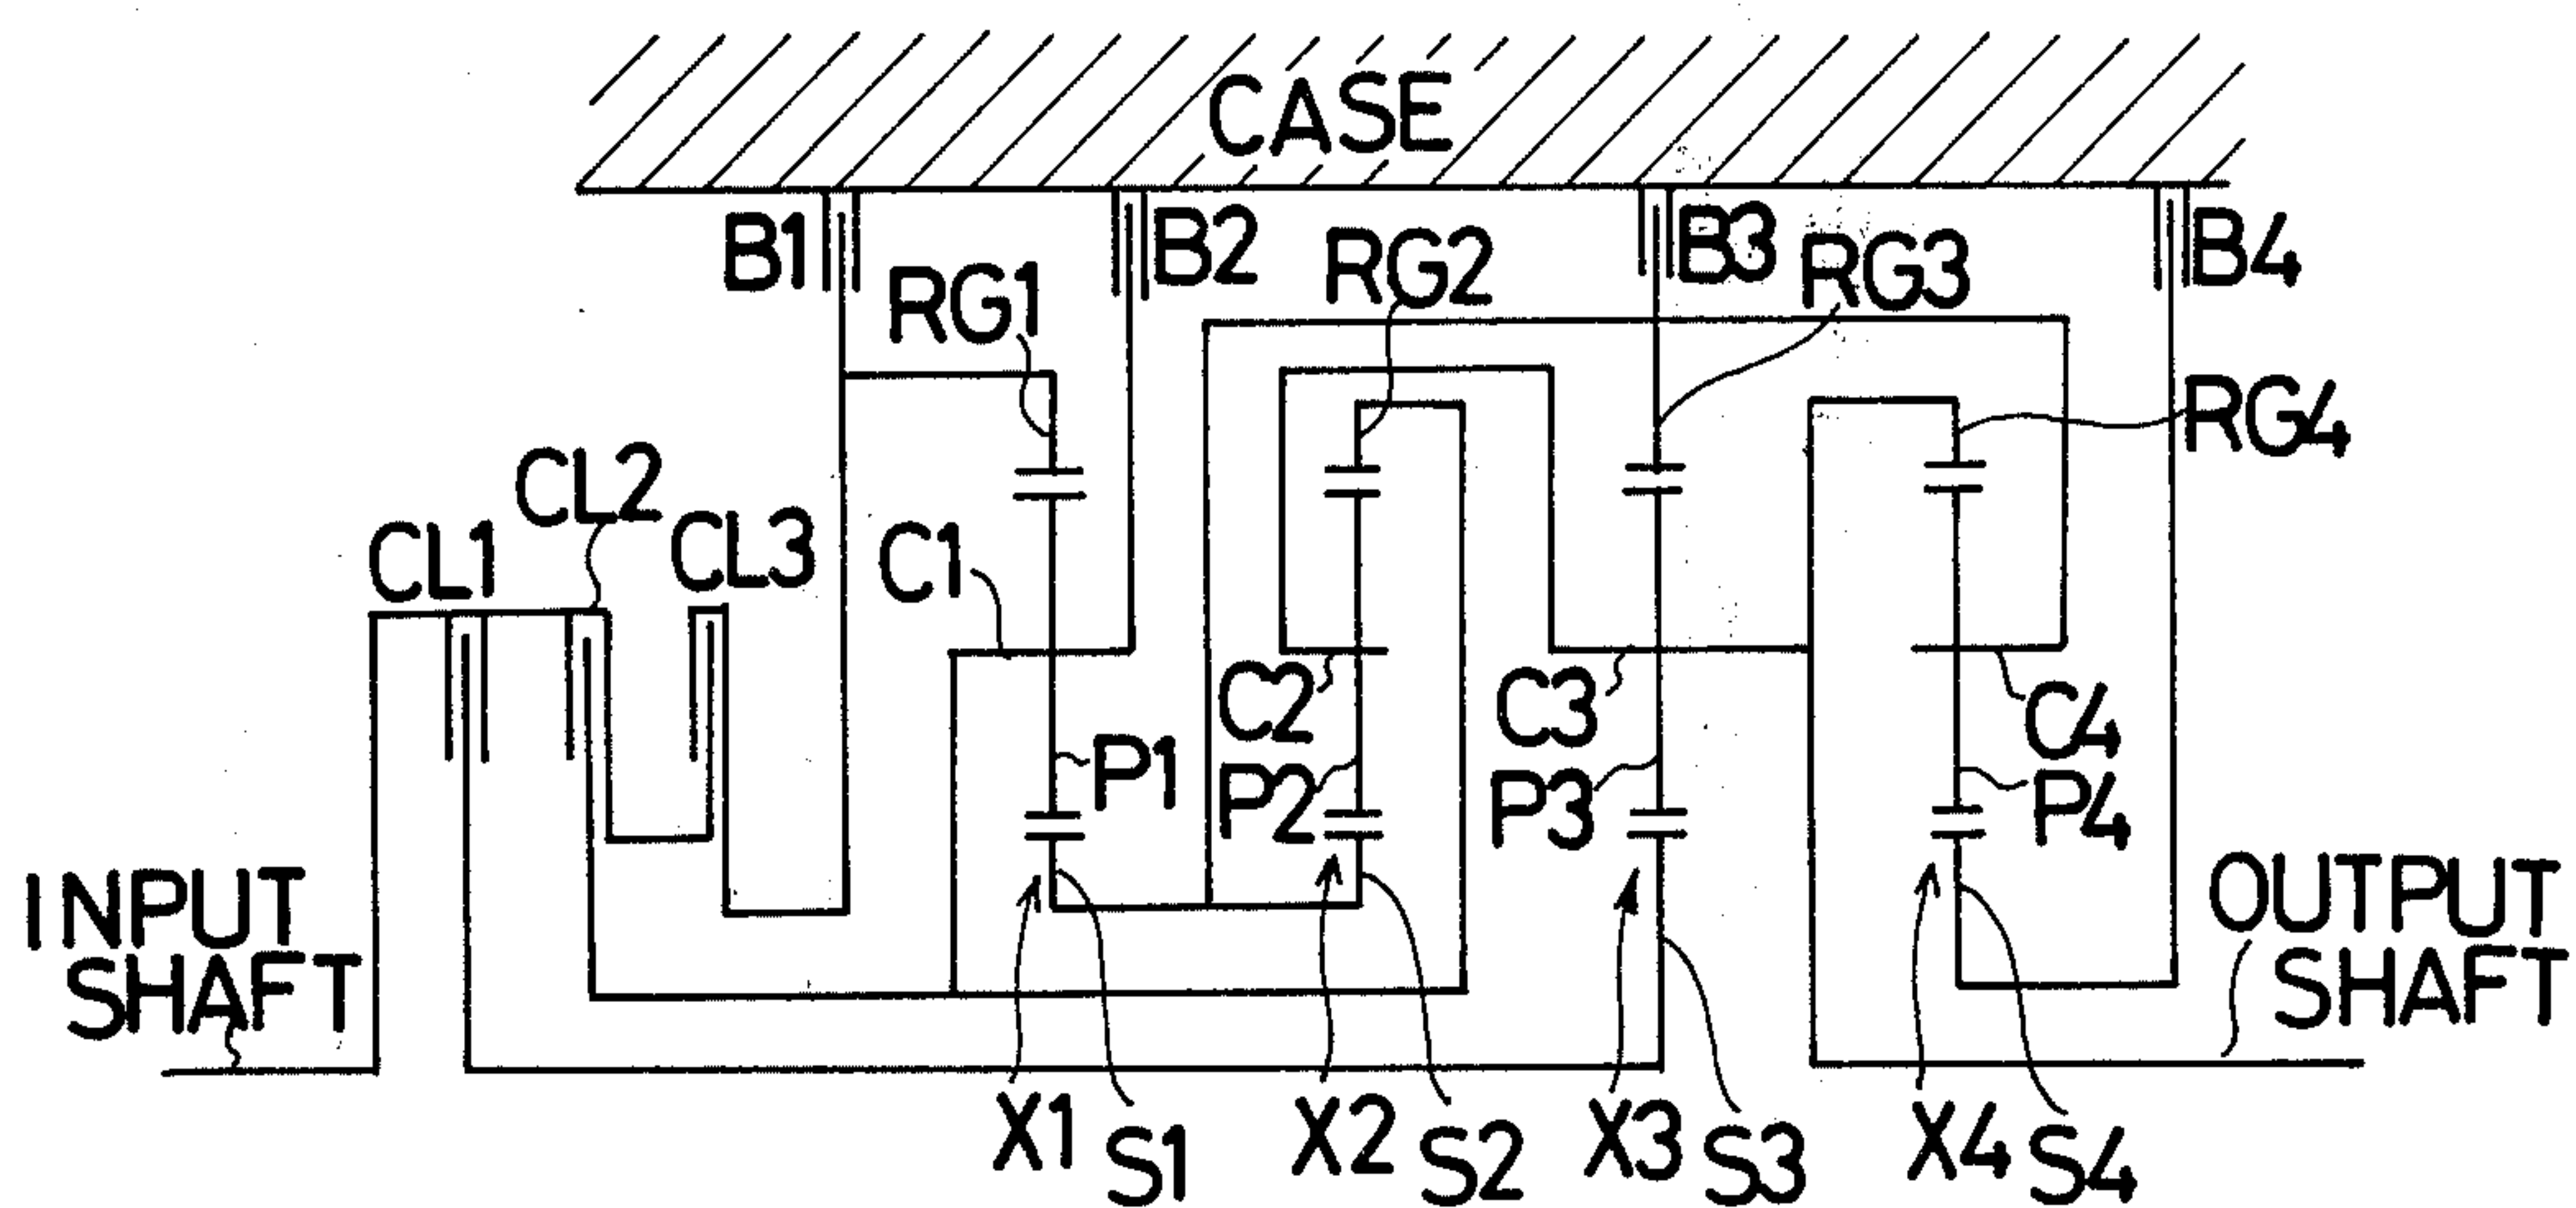 CASE
B1
B2
B3
B4
RG1
RG2
RG3
RG4
CL1
CL2
CL3
C1
C2
C3
C4
P1
P2
P3
P4
INPUT
SHAFT
OUTPUT
SHAFT
X1
S1
X2
S2
X3
S3
X4
S4